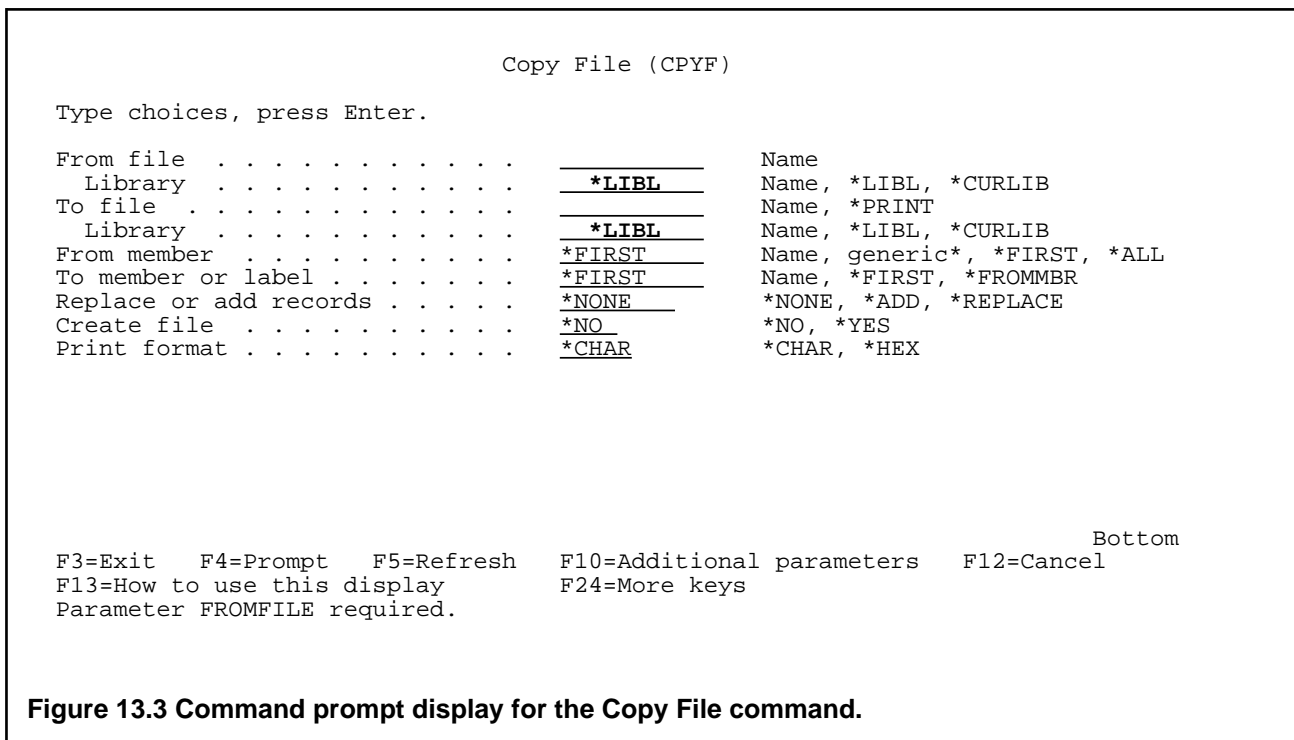 Copy File (CPYF)
Type choices, press Enter.
From file . . . . . . . . . . . ____________ Name
Library . . . . . . . . . . . *LIBL Name, *LIBL, *CURLIB
To file . . . . . . . . . . . . ____________ Name, *PRINT
Library . . . . . . . . . . . *LIBL Name, *LIBL, *CURLIB
From member . . . . . . . . . . *FIRST Name, generic*, *FIRST, *ALL
To member or label . . . . . . . *FIRST Name, *FIRST, *FROMMBR
Replace or add records . . . . . *NONE *NONE, *ADD, *REPLACE
Create file . . . . . . . . . . *NO *NO, *YES
Print format . . . . . . . . . . *CHAR *CHAR, *HEX
Bottom
F3=Exit F4=Prompt F5=Refresh F10=Additional parameters F12=Cancel
F13=How to use this display F24=More keys
Parameter FROMFILE required.
Figure 13.3 Command prompt display for the Copy File command.